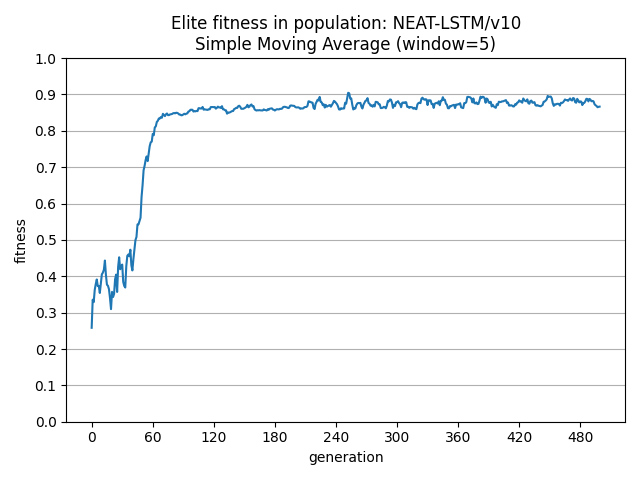 Elite fitness in population: NEAT-LSTM/v10
Simple Moving Average (window=5)
1.0
0.9
0.8
0.7
0.6
0.5
0.4
0.3
0.2
0.1
0.0
fitness
0 60 120 180 240 300 360 420 480
generation